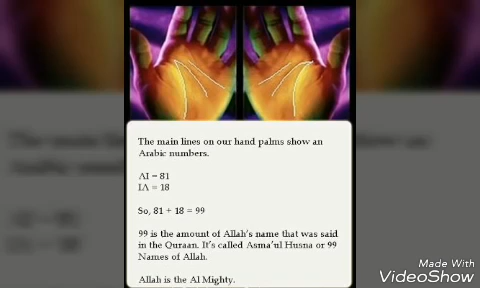 The main lines on our hand palms show an
Arabic numbers.
ΛI = 81
IΛ = 18
So, 81 + 18 = 99
99 is the amount of Allah's name that was said
in the Quraan. It's called Asma'ul Husna or 99
Names of Allah.
Allah is the Al Mighty.
Made With
VideoShow